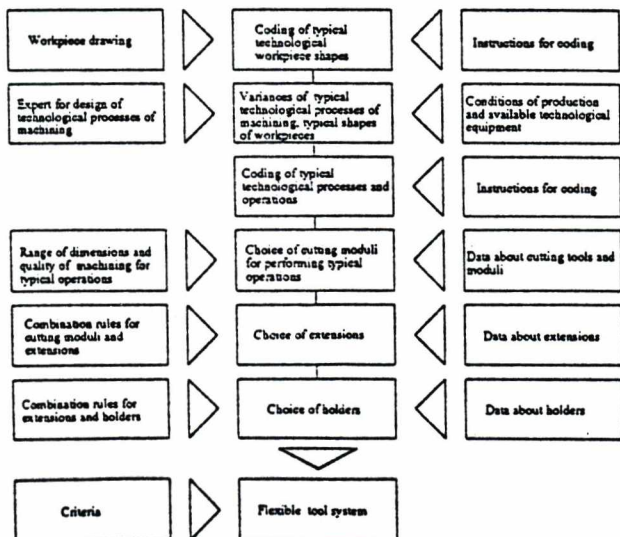 Workpiece drawing
Coding of typical
technological
workpiece shapes
Instructions for coding
Expert for design of
technological processes of
machining
Variances of typical
technological processes of
machining, typical shapes
of workpieces
Conditions of production
and available technological
equipment
Coding of typical
technological processes and
operations
Instructions for coding
Range of dimensions and
quality of machining for
typical operations
Choice of cutting moduli
for performing typical
operations
Data about cutting tools and
moduli
Combination rules for
cutting moduli and
extensions
Choice of extensions
Data about extensions
Combination rules for
extensions and holders
Choice of holders
Data about holders
Criteria
Flexible tool system